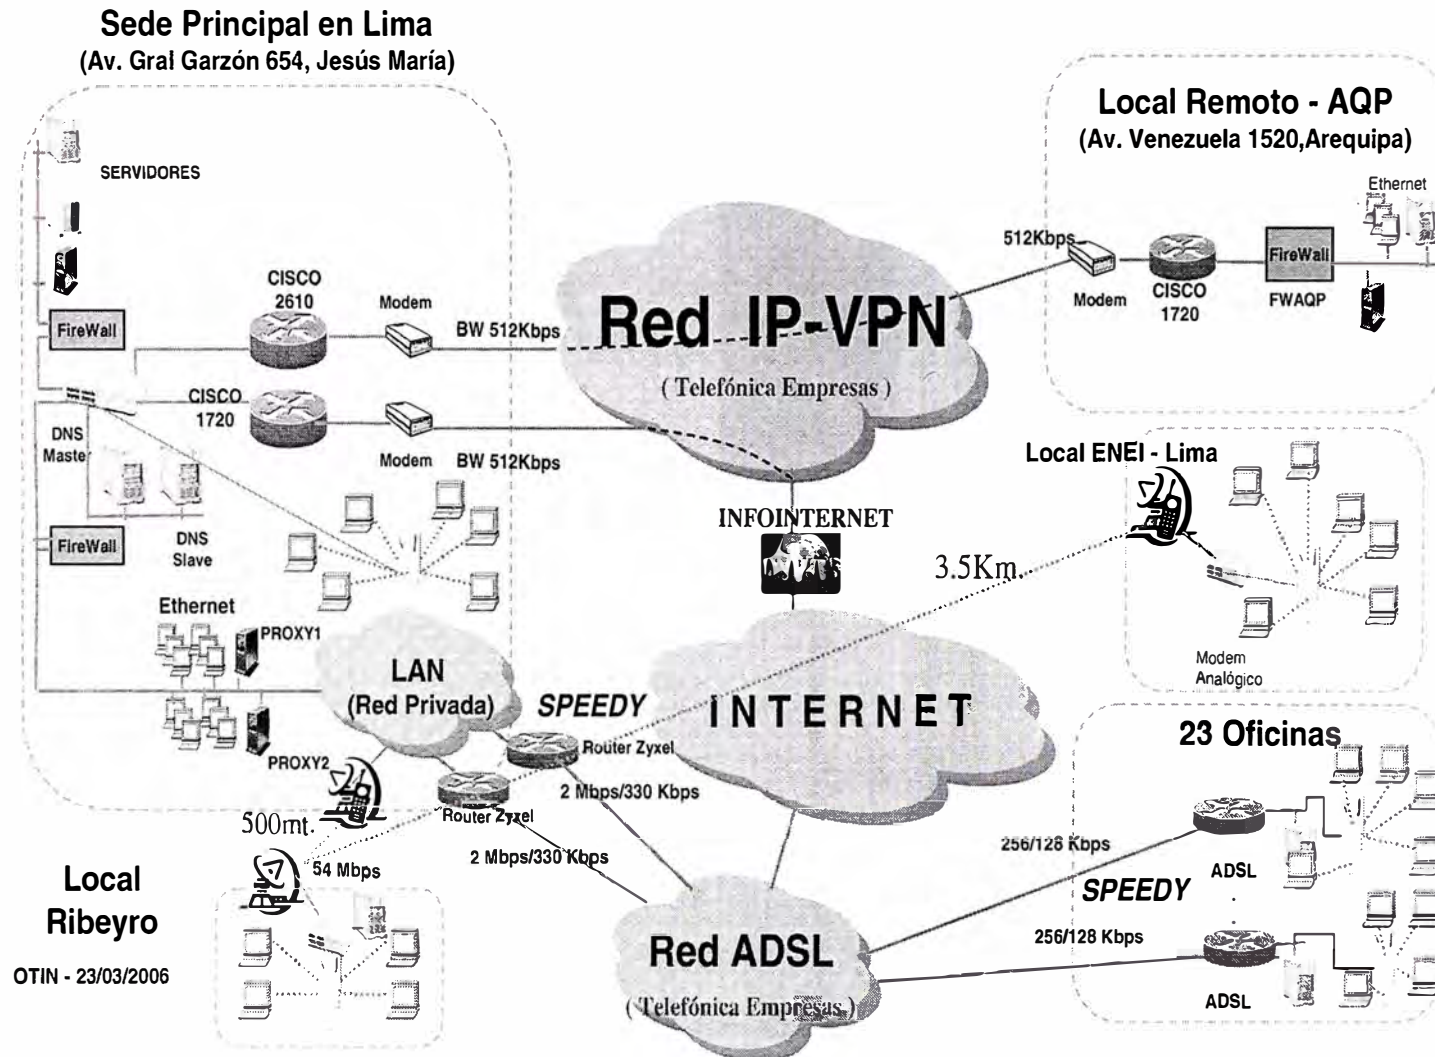 Sede Principal en Lima
(Av. Gral Garzón 654, Jesús María)
SERVIDORES
FireWall
CISCO
2610
Modem
BW 512Kbps
CISCO
1720
Modem
BW 512Kbps
DNS
Master
DNS
Slave
FireWall
Ethernet
PROXY1
PROXY2
LAN
(Red Privada)
Red IP-VPN
( Telefónica Empresas )
INFOINTERNET
INTERNET
SPEEDY
Router Zyxel
2 Mbps/330 Kbps
Router Zyxel
2 Mbps/330 Kbps
500mt.
54 Mbps
3.5Km.
Local Remoto - AQP
(Av. Venezuela 1520,Arequipa)
Ethernet
512Kbps
Modem
CISCO
1720
FireWall
FWAQP
Local ENEI - Lima
Modem
Analógico
23 Oficinas
256/128 Kbps
ADSL
SPEEDY
256/128 Kbps
ADSL
Red ADSL
( Telefónica Empresas )
Local
Ribeyro
OTIN - 23/03/2006